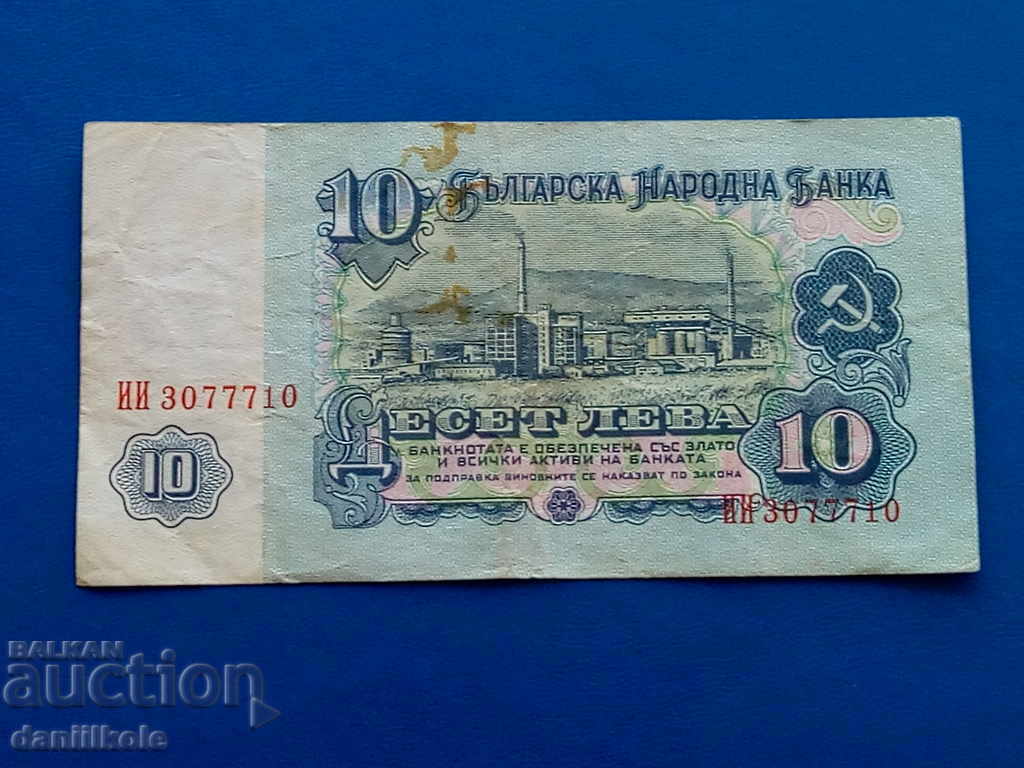 10 БЪЛГАРСКА НАРОДНА БАНКА
ИИ 3077710
10
ДЕСЕТ ЛЕВА
БАНКНОТАТА Е ОБЕЗПЕЧЕНА СЪС ЗЛАТО
И ВСИЧКИ АКТИВИ НА БАНКАТА
ЗА ПОДПРАВКА ВИНОВНИТЕ СЕ НАКАЗВАТ ПО ЗАКОНА
10
ИИ 3077710
BALKAN
auction
daniilkole